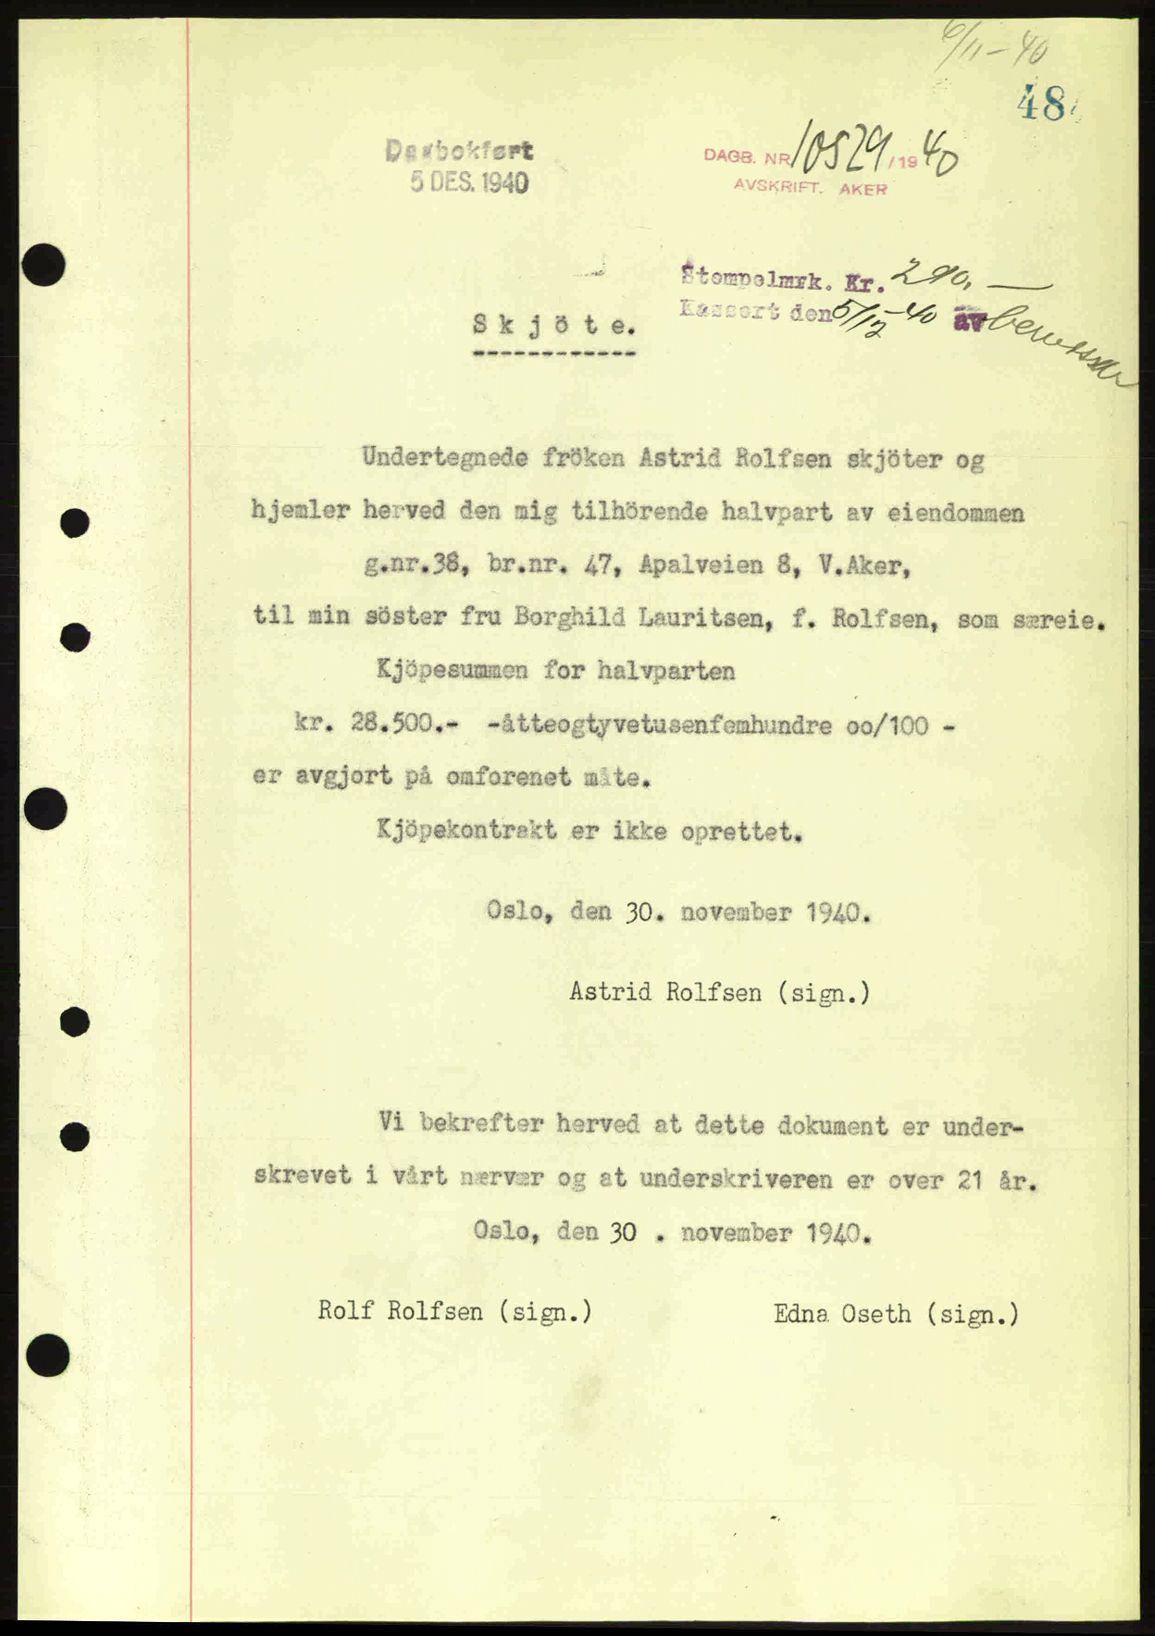 6/11-40
48
Dagbokført
5 DES. 1940
DAGB. NR 10529 /1940
AVSKRIFT. AKER
Stempelmrk. Kr. 290.—
Kassert den 5/12-40 av
Skjöte.
------------
Undertegnede fröken Astrid Rolfsen skjöter og
hjemler herved den mig tilhörende halvpart av eiendommen
g.nr.38, br.nr. 47, Apalveien 8, V.Aker,
til min söster fru Borghild Lauritsen, f. Rolfsen, som særeie.
Kjöpesummen for halvparten
kr. 28.500.- -åtteogtyvetusenfemhundre oo/100 -
er avgjort på omforenet måte.
Kjöpekontrakt er ikke oprettet.
Oslo, den 30. november 1940.
Astrid Rolfsen (sign.)
Vi bekrefter herved at dette dokument er under-
skrevet i vårt nærvær og at underskriveren er over 21 år.
Oslo, den 30 . november 1940.
Rolf Rolfsen (sign.) Edna Oseth (sign.)